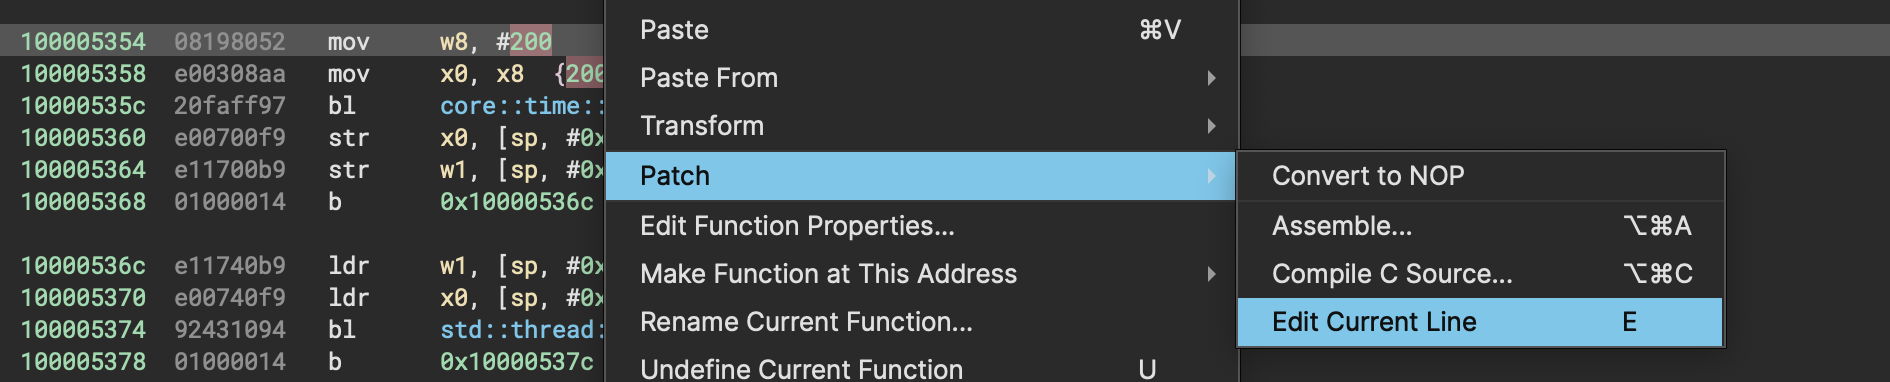 100005354 08198052 mov w8, #200
100005358 e00308aa mov x0, x8 {200
10000535c 20faff97 bl core::time::
100005360 e00700f9 str x0, [sp, #0x
100005364 e11700b9 str w1, [sp, #0x
100005368 01000014 b 0x10000536c
10000536c e11740b9 ldr w1, [sp, #0x
100005370 e00740f9 ldr x0, [sp, #0x
100005374 92431094 bl std::thread:
100005378 01000014 b 0x10000537c
Paste ⌘V
Paste From
Transform
Patch
Edit Function Properties...
Make Function at This Address
Rename Current Function...
Undefine Current Function U
Convert to NOP
Assemble... ⌥⌘A
Compile C Source... ⌥⌘C
Edit Current Line E